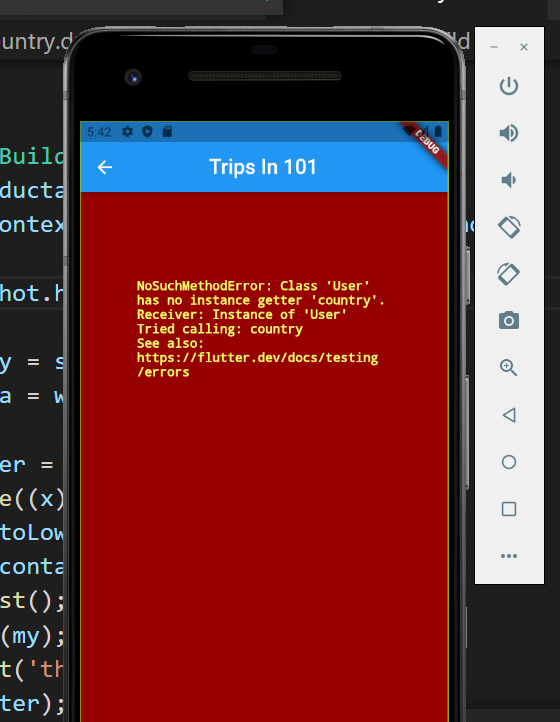 ountry.d
ld
5:42
DEBUG
Trips In 101
Build
ducta
ontex
NoSuchMethodError: Class 'User'
has no instance getter 'country'.
Receiver: Instance of 'User'
Tried calling: country
See also:
https://flutter.dev/docs/testing
/errors
hot.h
y = s
a = w
er =
e((x)
toLow
conta
st();
(my);
t('th
ter);